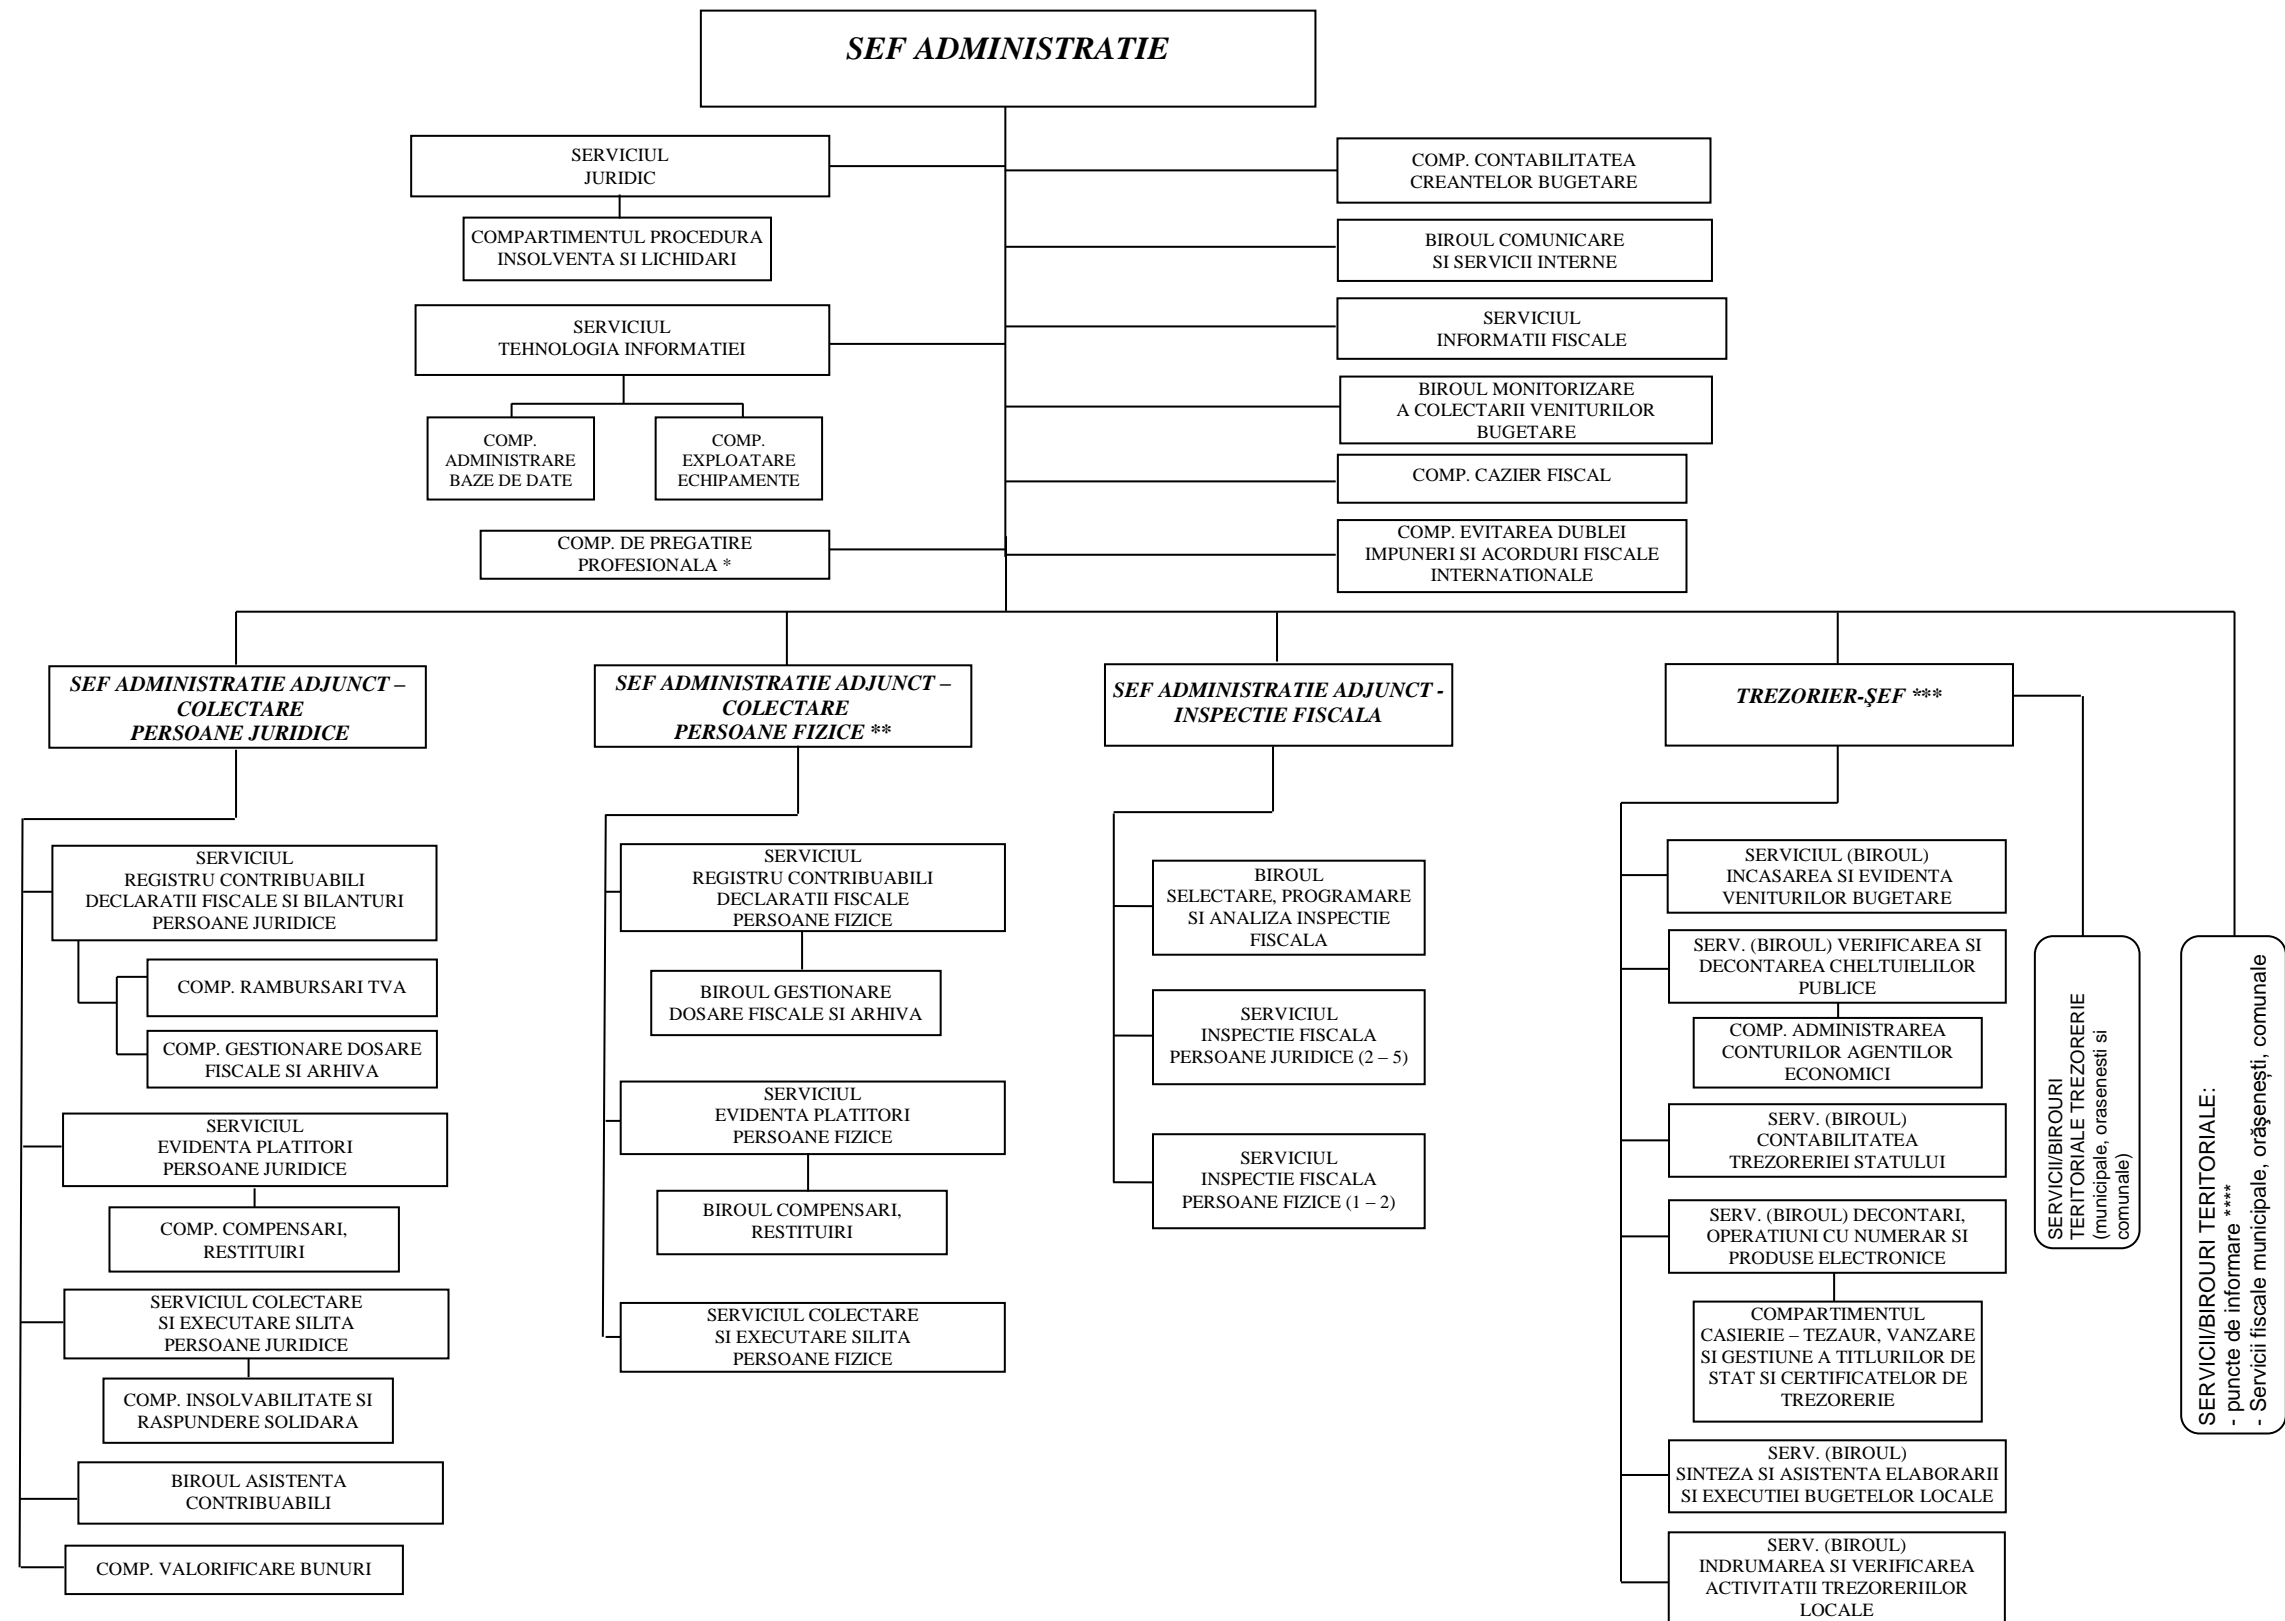 SEF ADMINISTRATIE
SERVICIUL
JURIDIC
COMPARTIMENTUL PROCEDURA
INSOLVENTA SI LICHIDARI
SERVICIUL
TEHNOLOGIA INFORMATIEI
COMP.
ADMINISTRARE
BAZE DE DATE
COMP.
EXPLOATARE
ECHIPAMENTE
COMP. DE PREGATIRE
PROFESIONALA *
COMP. CONTABILITATEA
CREANTELOR BUGETARE
BIROUL COMUNICARE
SI SERVICII INTERNE
SERVICIUL
INFORMATII FISCALE
BIROUL MONITORIZARE
A COLECTARII VENITURILOR
BUGETARE
COMP. CAZIER FISCAL
COMP. EVITAREA DUBLEI
IMPUNERI SI ACORDURI FISCALE
INTERNATIONALE
SEF ADMINISTRATIE ADJUNCT –
COLECTARE
PERSOANE JURIDICE
SERVICIUL
REGISTRU CONTRIBUABILI
DECLARATII FISCALE SI BILANTURI
PERSOANE JURIDICE
COMP. RAMBURSARI TVA
COMP. GESTIONARE DOSARE
FISCALE SI ARHIVA
SERVICIUL
EVIDENTA PLATITORI
PERSOANE JURIDICE
COMP. COMPENSARI,
RESTITUIRI
SERVICIUL COLECTARE
SI EXECUTARE SILITA
PERSOANE JURIDICE
COMP. INSOLVABILITATE SI
RASPUNDERE SOLIDARA
BIROUL ASISTENTA
CONTRIBUABILI
COMP. VALORIFICARE BUNURI
SEF ADMINISTRATIE ADJUNCT –
COLECTARE
PERSOANE FIZICE **
SERVICIUL
REGISTRU CONTRIBUABILI
DECLARATII FISCALE
PERSOANE FIZICE
BIROUL GESTIONARE
DOSARE FISCALE SI ARHIVA
SERVICIUL
EVIDENTA PLATITORI
PERSOANE FIZICE
BIROUL COMPENSARI,
RESTITUIRI
SERVICIUL COLECTARE
SI EXECUTARE SILITA
PERSOANE FIZICE
SEF ADMINISTRATIE ADJUNCT -
INSPECTIE FISCALA
BIROUL
SELECTARE, PROGRAMARE
SI ANALIZA INSPECTIE
FISCALA
SERVICIUL
INSPECTIE FISCALA
PERSOANE JURIDICE (2 – 5)
SERVICIUL
INSPECTIE FISCALA
PERSOANE FIZICE (1 – 2)
TREZORIER-ŞEF ***
SERVICIUL (BIROUL)
INCASAREA SI EVIDENTA
VENITURILOR BUGETARE
SERV. (BIROUL) VERIFICAREA SI
DECONTAREA CHELTUIELILOR
PUBLICE
COMP. ADMINISTRAREA
CONTURILOR AGENTILOR
ECONOMICI
SERV. (BIROUL)
CONTABILITATEA
TREZORERIEI STATULUI
SERV. (BIROUL) DECONTARI,
OPERATIUNI CU NUMERAR SI
PRODUSE ELECTRONICE
COMPARTIMENTUL
CASIERIE – TEZAUR, VANZARE
SI GESTIUNE A TITLURILOR DE
STAT SI CERTIFICATELOR DE
TREZORERIE
SERV. (BIROUL)
SINTEZA SI ASISTENTA ELABORARII
SI EXECUTIEI BUGETELOR LOCALE
SERV. (BIROUL)
INDRUMAREA SI VERIFICAREA
ACTIVITATII TREZORERIILOR
LOCALE
SERVICII/BIROURI
TERITORIALE TREZORERIE
(municipale, orasenesti si
comunale)
SERVICII/BIROURI TERITORIALE:
- puncte de informare ****
- Servicii fiscale municipale, orăşeneşti, comunale